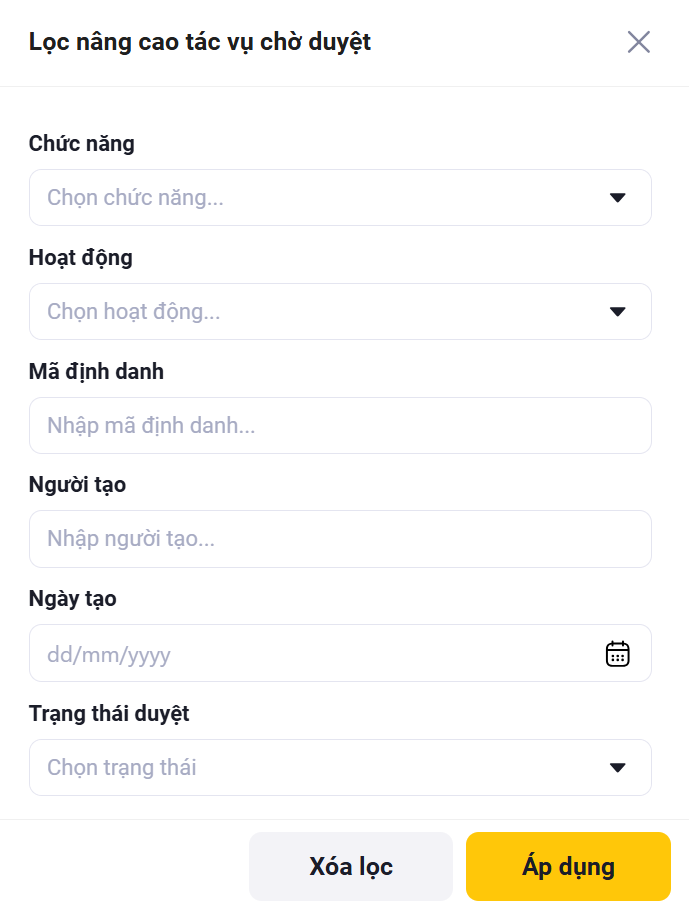 Lọc nâng cao tác vụ chờ duyệt
Chức năng
Chọn chức năng...
Hoạt động
Chọn hoạt động...
Mã định danh
Nhập mã định danh...
Người tạo
Nhập người tạo...
Ngày tạo
dd/mm/yyyy
Trạng thái duyệt
Chọn trạng thái
Xóa lọc
Áp dụng